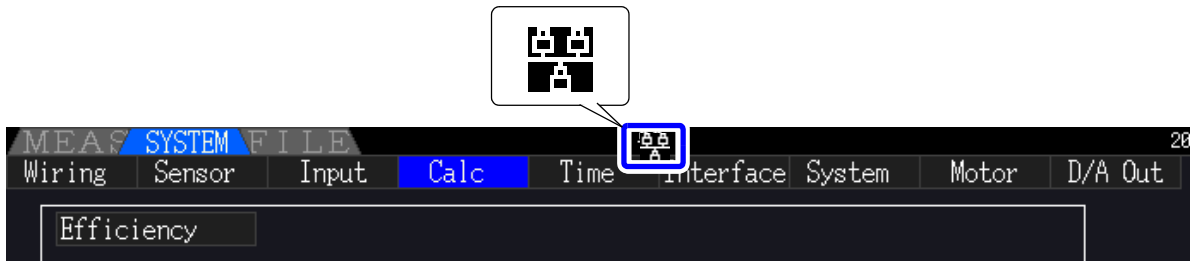 MEAS SYSTEM FILE 20
Wiring Sensor Input Calc Time Interface System Motor D/A Out
Efficiency